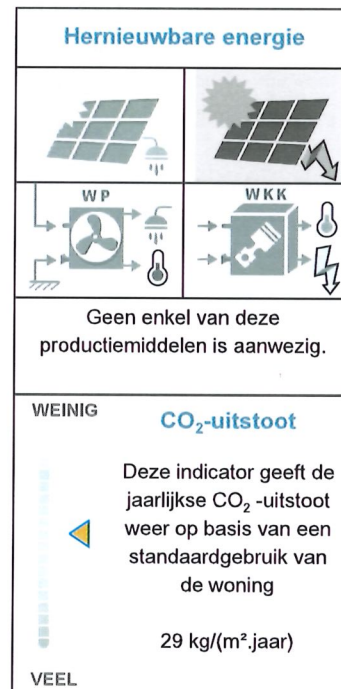 Hernieuwbare energie
WP
WKK
Geen enkel van deze
productiemiddelen is aanwezig.
WEINIG
CO₂-uitstoot
Deze indicator geeft de
jaarlijkse CO₂ -uitstoot
weer op basis van een
standaardgebruik van
de woning
29 kg/(m².jaar)
VEEL